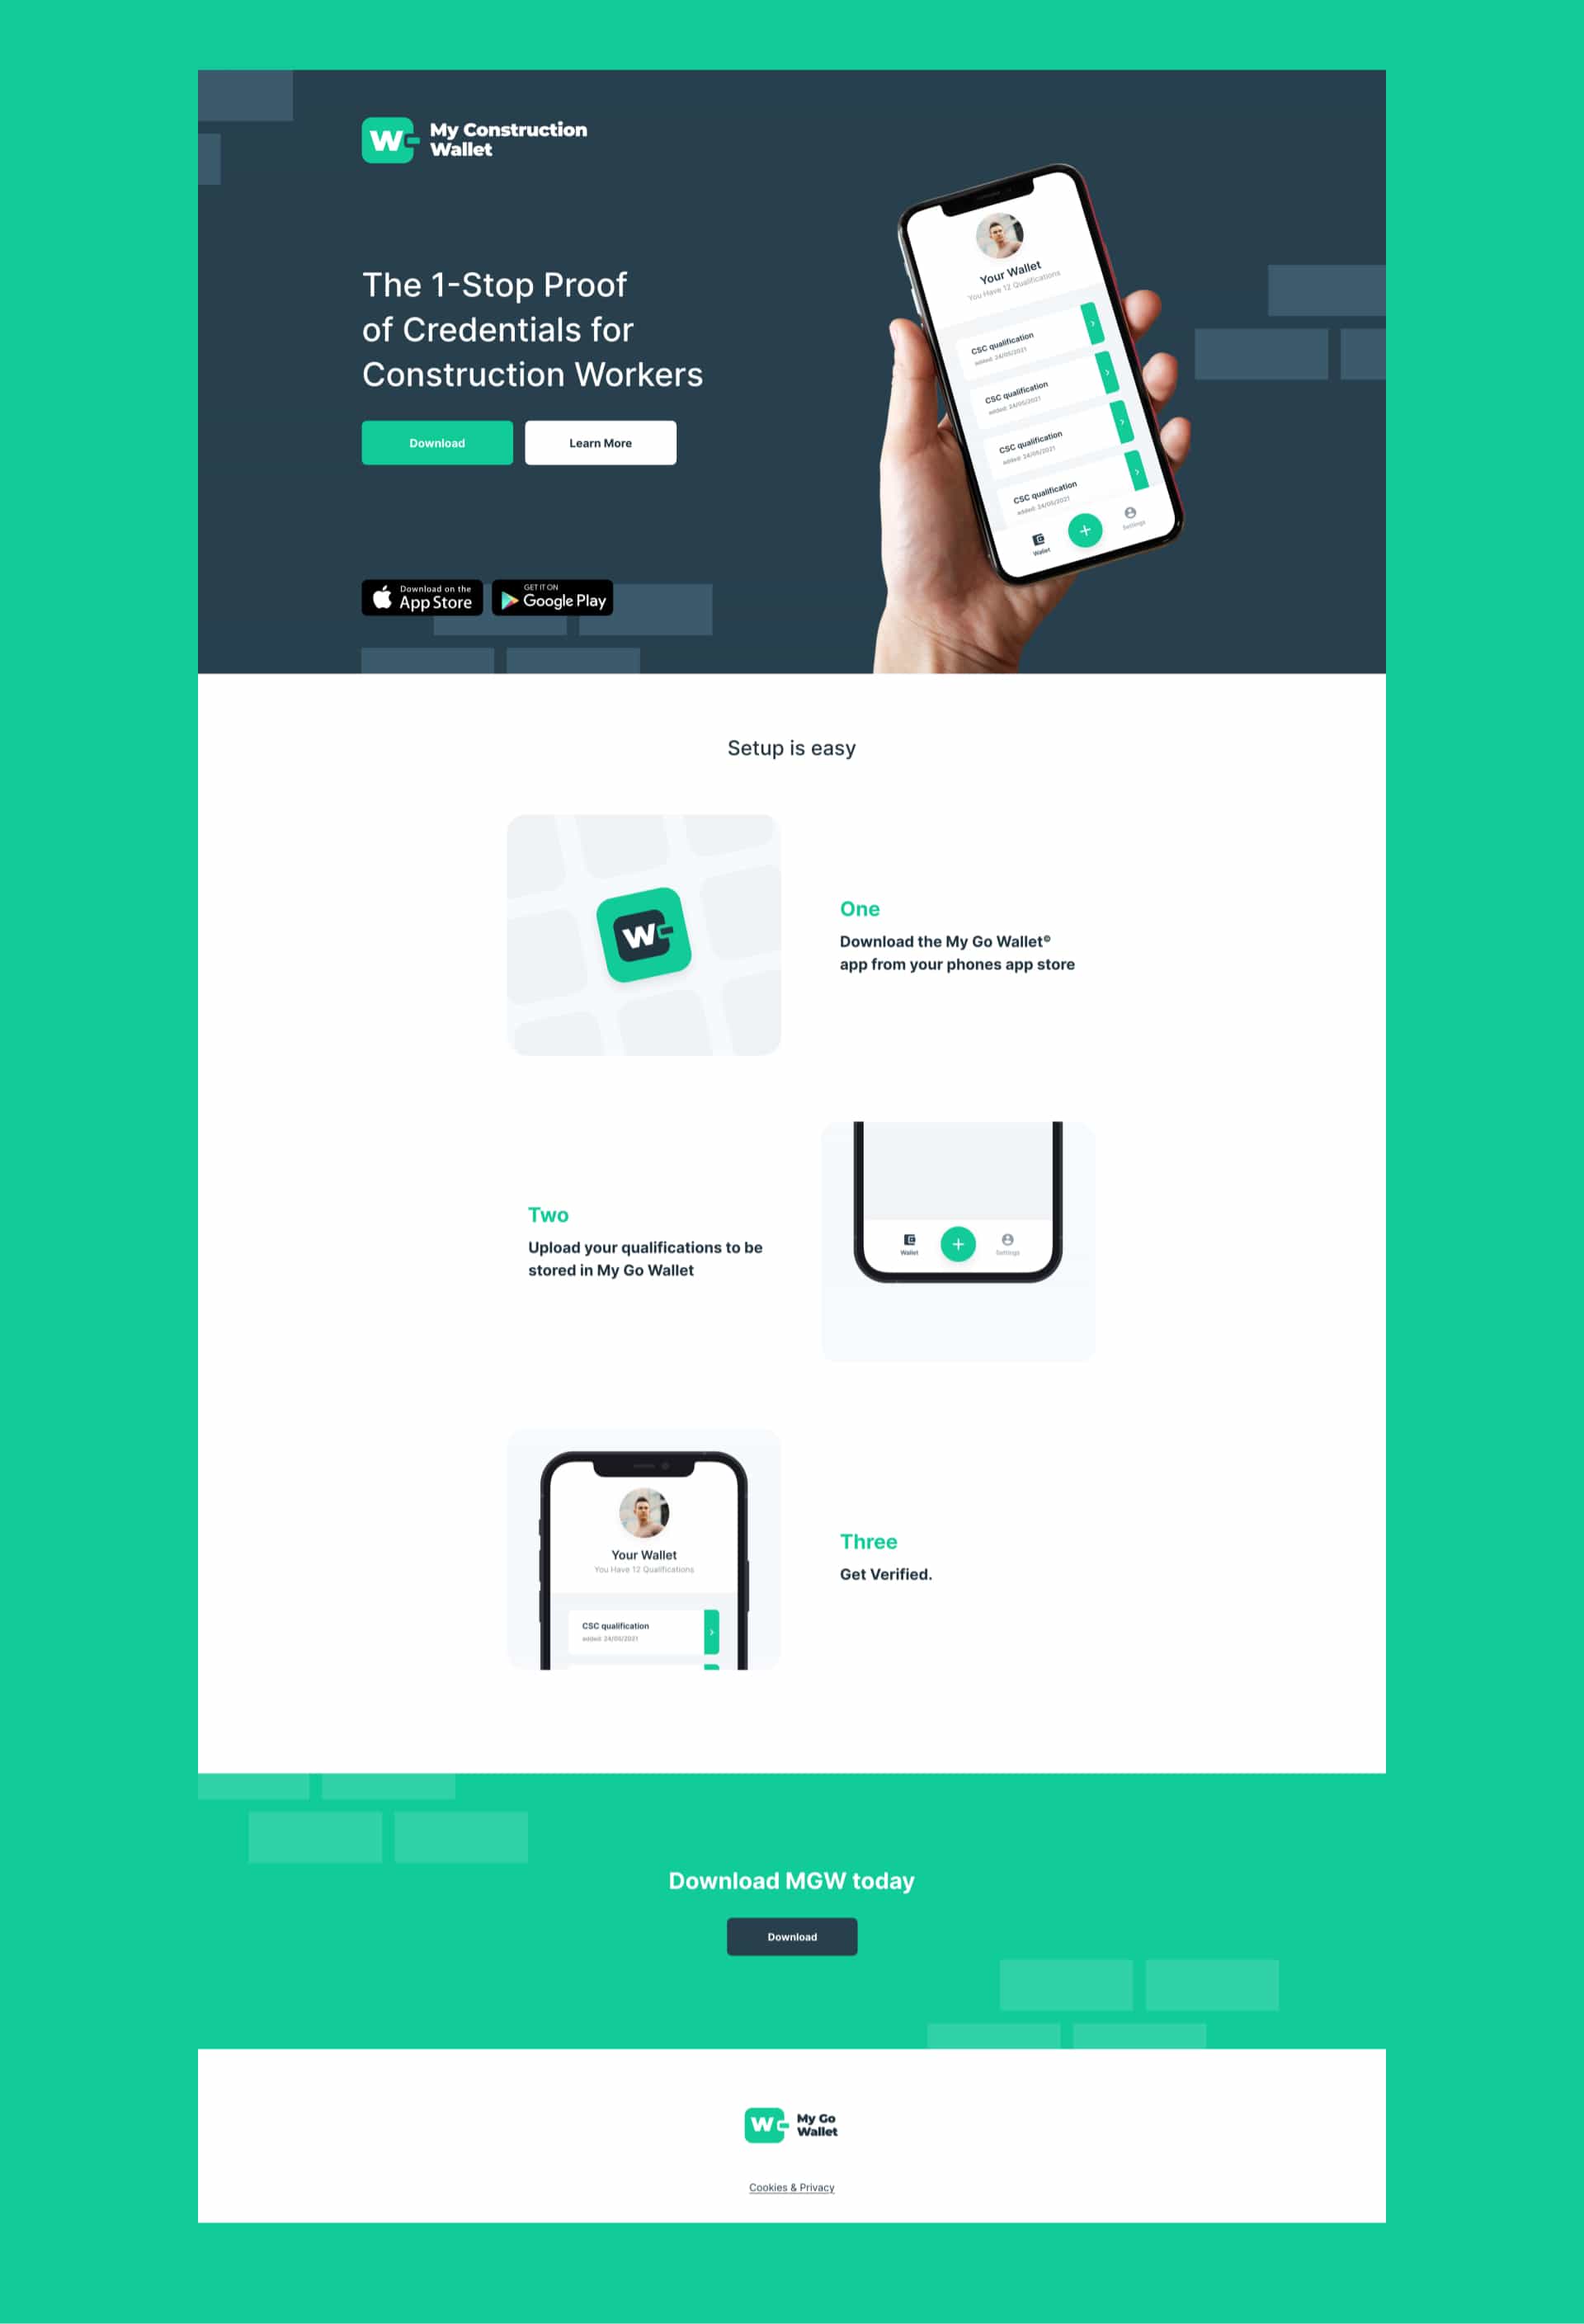 W
My Construction
Wallet
The 1-Stop Proof
of Credentials for
Construction Workers
Download
Learn More
Download on the
App Store
GET IT ON
Google Play
Your Wallet
You Have 12 Qualifications
CSC qualification
added: 24/05/2021
CSC qualification
added: 24/05/2021
CSC qualification
added: 24/05/2021
CSC qualification
added: 24/05/2021
Wallet
Settings
Setup is easy
W
One
Download the My Go Wallet©
app from your phones app store
Two
Upload your qualifications to be
stored in My Go Wallet
Wallet
Settings
Your Wallet
You Have 12 Qualifications
CSC qualification
added: 24/05/2021
Three
Get Verified.
Download MGW today
Download
W
My Go
Wallet
Cookies & Privacy